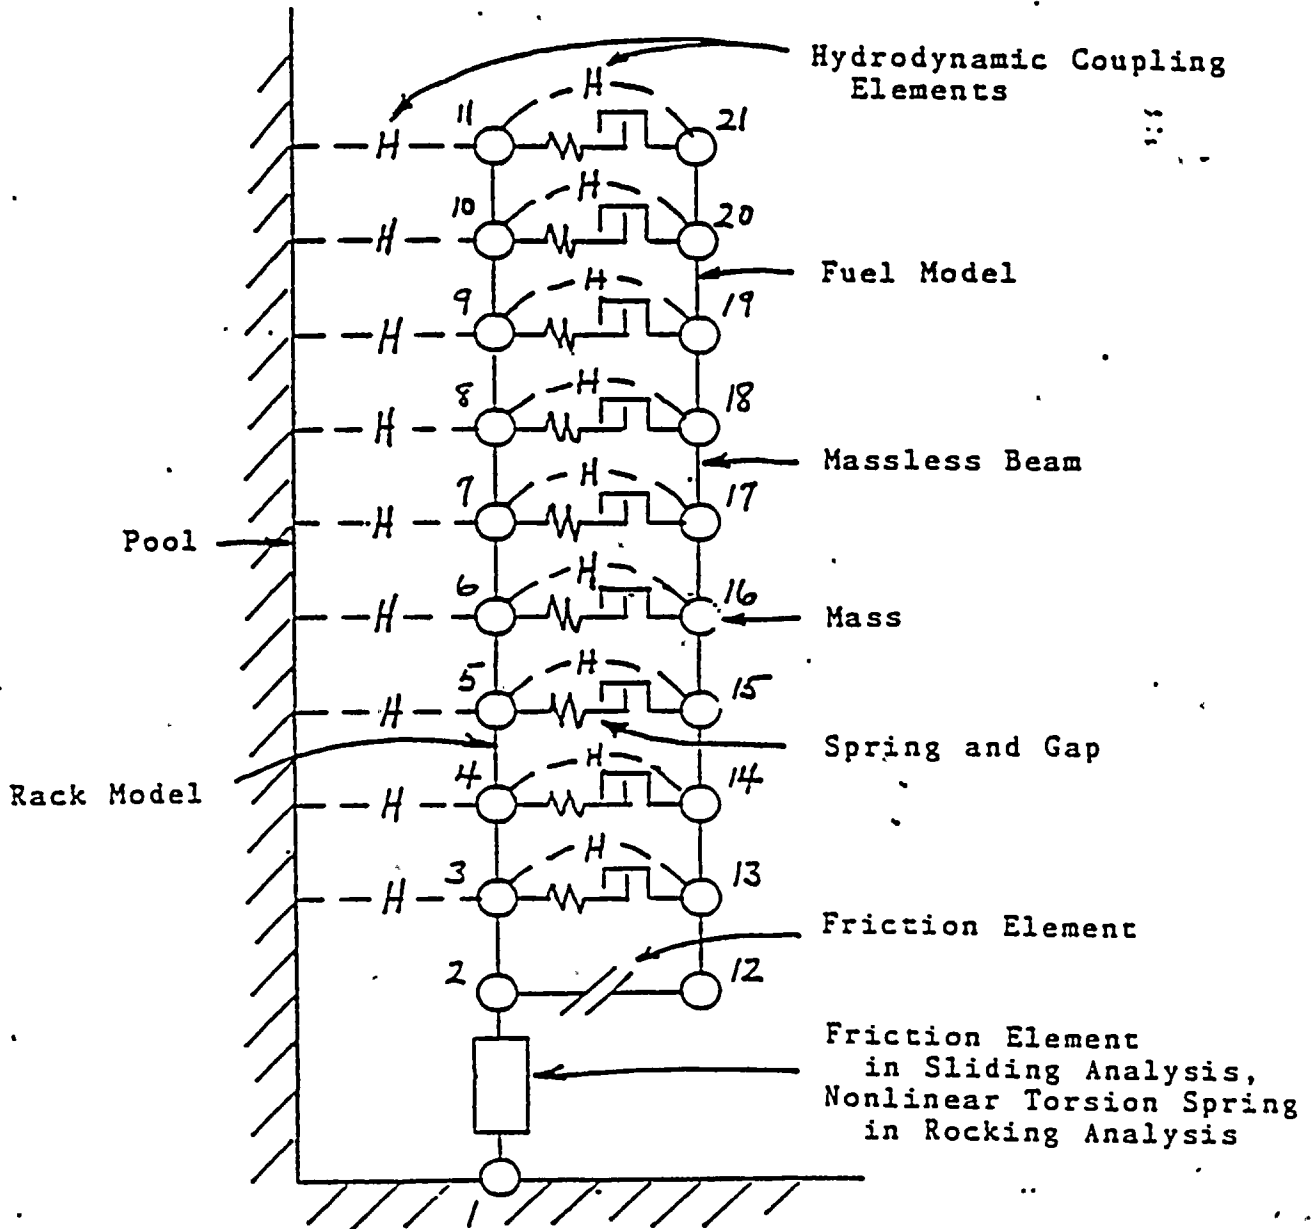 Hydrodynamic Coupling
Elements
H
11
21
H
H
10
20
H
Fuel Model
H
9
19
H
H
8
18
H
Massless Beam
H
7
17
H
Pool
H
6
16
H
Mass
H
5
15
H
Spring and Gap
H
4
14
H
Rack Model
H
3
13
H
Friction Element
2
12
Friction Element
in Sliding Analysis,
Nonlinear Torsion Spring
in Rocking Analysis
1